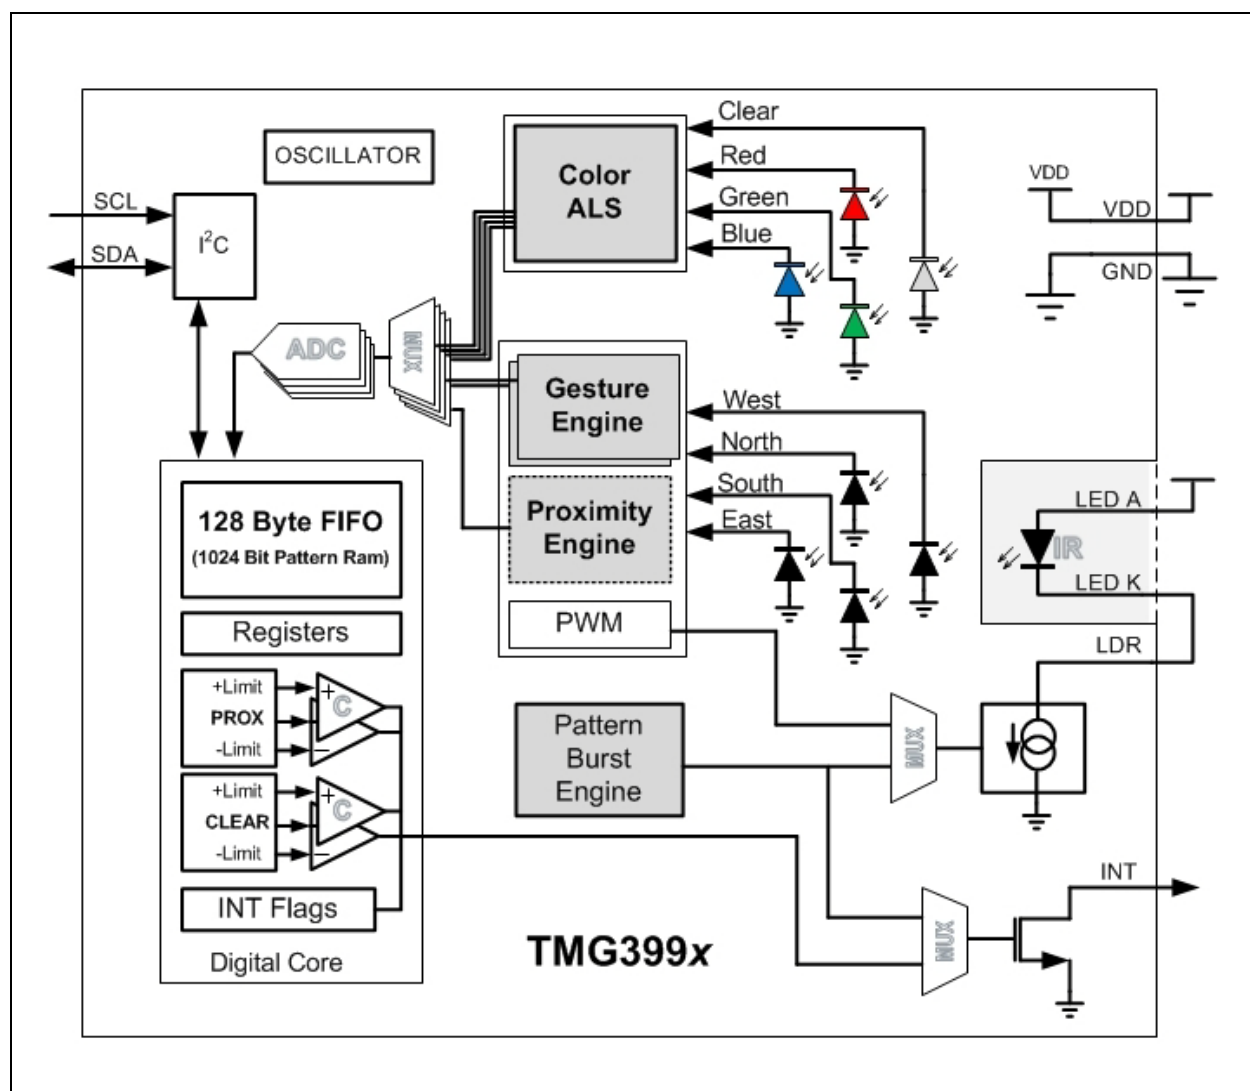 OSCILLATOR
SCL
SDA
I²C
Color
ALS
Clear
Red
Green
Blue
VDD
VDD
GND
ADC
MUX
Gesture
Engine
Proximity
Engine
PWM
West
North
South
East
LED A
IR
LED K
LDR
128 Byte FIFO
(1024 Bit Pattern Ram)
Registers
+Limit
PROX
-Limit
+
C
−
+Limit
CLEAR
-Limit
+
C
−
INT Flags
Digital Core
Pattern
Burst
Engine
MUX
MUX
INT
TMG399x